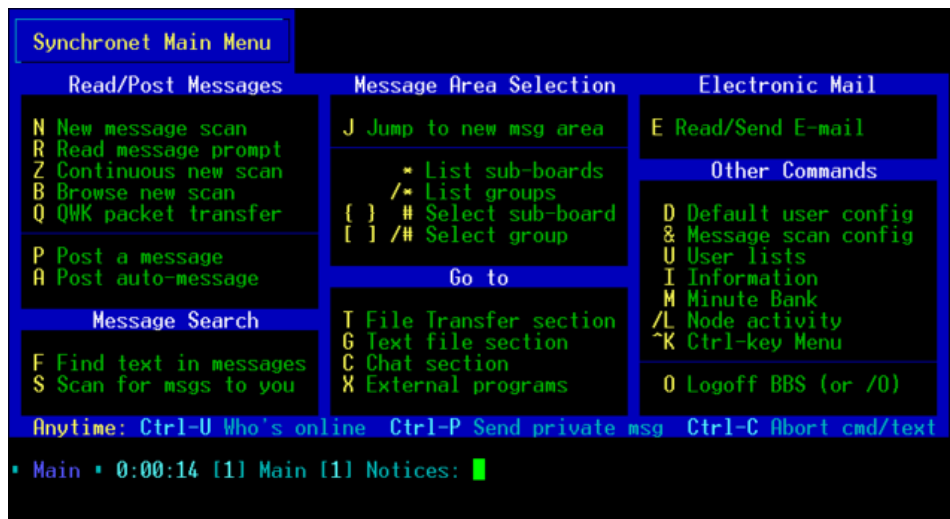 Synchronet Main Menu
Read/Post Messages
N New message scan
R Read message prompt
Z Continuous new scan
B Browse new scan
Q QWK packet transfer
P Post a message
A Post auto-message
Message Search
F Find text in messages
S Scan for msgs to you
Message Area Selection
J Jump to new msg area
* List sub-boards
/* List groups
{ } # Select sub-board
[ ] /# Select group
Go to
T File Transfer section
G Text file section
C Chat section
X External programs
Electronic Mail
E Read/Send E-mail
Other Commands
D Default user config
& Message scan config
U User lists
I Information
M Minute Bank
/L Node activity
^K Ctrl-key Menu
O Logoff BBS (or /O)
Anytime: Ctrl-U Who's online Ctrl-P Send private msg Ctrl-C Abort cmd/text
• Main • 0:00:14 [1] Main [1] Notices: